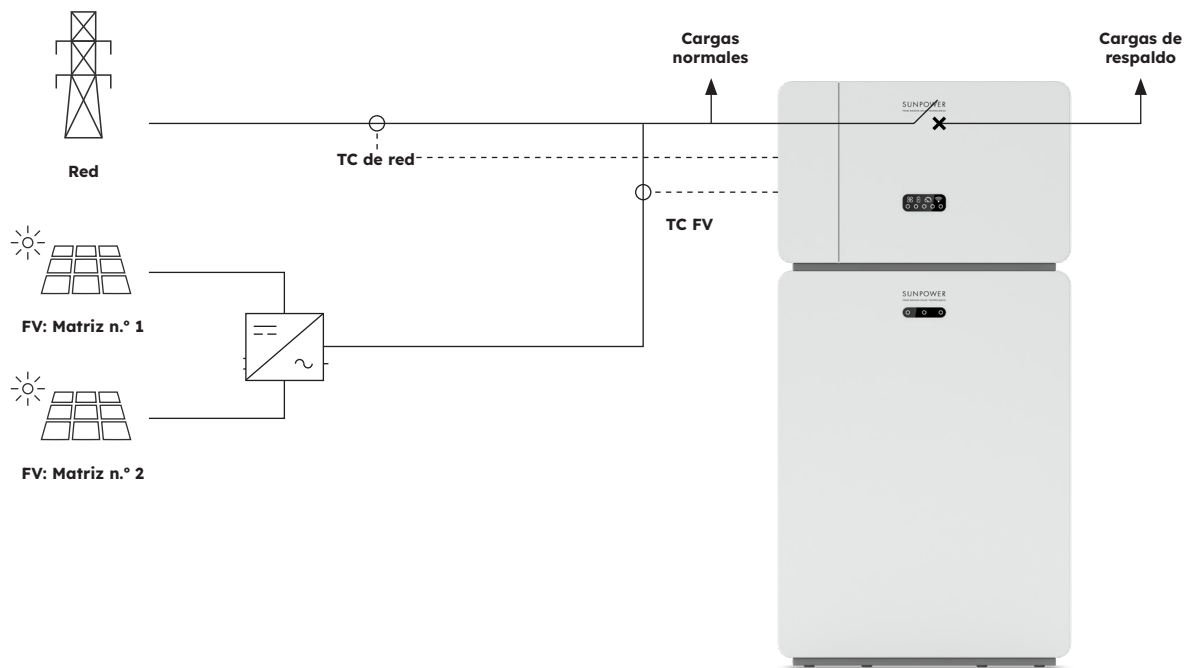 Cargas
normales
Cargas de
respaldo
SUNPOWER
Red
TC de red
TC FV
FV: Matriz n.º 1
SUNPOWER
FV: Matriz n.º 2